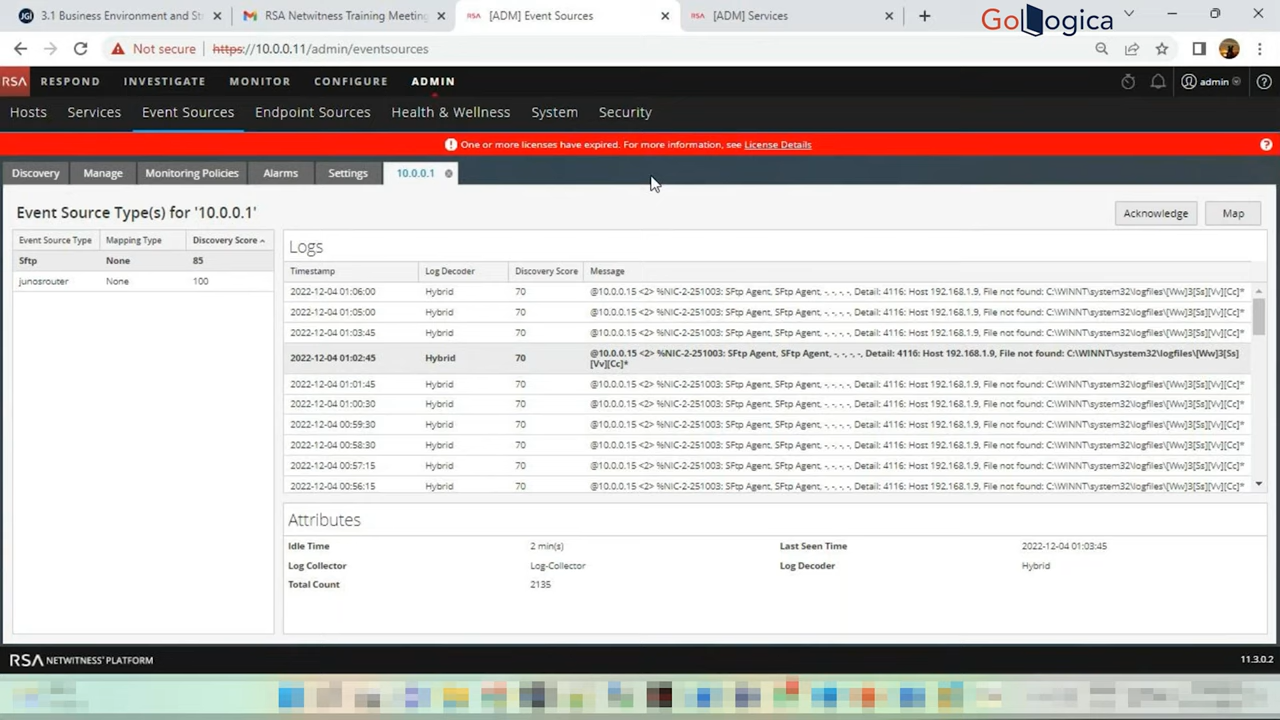 3.1 Business Environment and St
RSA Netwitness Training Meeting
[ADM] Event Sources
[ADM] Services
GoLogica
Not secure
https://10.0.0.11/admin/eventsources
RSA
RESPOND
INVESTIGATE
MONITOR
CONFIGURE
ADMIN
admin
Hosts
Services
Event Sources
Endpoint Sources
Health & Wellness
System
Security
One or more licenses have expired. For more information, see License Details
Discovery
Manage
Monitoring Policies
Alarms
Settings
10.0.0.1
Event Source Type(s) for '10.0.0.1'
Acknowledge
Map
Event Source Type Mapping Type Discovery Score
Sftp None 85
junosrouter None 100
Logs
Timestamp Log Decoder Discovery Score Message
2022-12-04 01:06:00 Hybrid 70 @10.0.0.15 <2> %NIC-2-251003: SFtp Agent, SFtp Agent, -, -, -, -, Detail: 4116: Host 192.168.1.9, File not found: C:\WINNT\system32\logfiles\[Ww]3[Ss][Vv][Cc]*
2022-12-04 01:05:00 Hybrid 70 @10.0.0.15 <2> %NIC-2-251003: SFtp Agent, SFtp Agent, -, -, -, -, Detail: 4116: Host 192.168.1.9, File not found: C:\WINNT\system32\logfiles\[Ww]3[Ss][Vv][Cc]*
2022-12-04 01:03:45 Hybrid 70 @10.0.0.15 <2> %NIC-2-251003: SFtp Agent, SFtp Agent, -, -, -, -, Detail: 4116: Host 192.168.1.9, File not found: C:\WINNT\system32\logfiles\[Ww]3[Ss][Vv][Cc]*
2022-12-04 01:02:45 Hybrid 70 @10.0.0.15 <2> %NIC-2-251003: SFtp Agent, SFtp Agent, -, -, -, -, Detail: 4116: Host 192.168.1.9, File not found: C:\WINNT\system32\logfiles\[Ww]3[Ss]
[Vv][Cc]*
2022-12-04 01:01:45 Hybrid 70 @10.0.0.15 <2> %NIC-2-251003: SFtp Agent, SFtp Agent, -, -, -, -, Detail: 4116: Host 192.168.1.9, File not found: C:\WINNT\system32\logfiles\[Ww]3[Ss][Vv][Cc]*
2022-12-04 01:00:30 Hybrid 70 @10.0.0.15 <2> %NIC-2-251003: SFtp Agent, SFtp Agent, -, -, -, -, Detail: 4116: Host 192.168.1.9, File not found: C:\WINNT\system32\logfiles\[Ww]3[Ss][Vv][Cc]*
2022-12-04 00:59:30 Hybrid 70 @10.0.0.15 <2> %NIC-2-251003: SFtp Agent, SFtp Agent, -, -, -, -, Detail: 4116: Host 192.168.1.9, File not found: C:\WINNT\system32\logfiles\[Ww]3[Ss][Vv][Cc]*
2022-12-04 00:58:30 Hybrid 70 @10.0.0.15 <2> %NIC-2-251003: SFtp Agent, SFtp Agent, -, -, -, -, Detail: 4116: Host 192.168.1.9, File not found: C:\WINNT\system32\logfiles\[Ww]3[Ss][Vv][Cc]*
2022-12-04 00:57:15 Hybrid 70 @10.0.0.15 <2> %NIC-2-251003: SFtp Agent, SFtp Agent, -, -, -, -, Detail: 4116: Host 192.168.1.9, File not found: C:\WINNT\system32\logfiles\[Ww]3[Ss][Vv][Cc]*
2022-12-04 00:56:15 Hybrid 70 @10.0.0.15 <2> %NIC-2-251003: SFtp Agent, SFtp Agent, -, -, -, -, Detail: 4116: Host 192.168.1.9, File not found: C:\WINNT\system32\logfiles\[Ww]3[Ss][Vv][Cc]*
Attributes
Idle Time 2 min(s) Last Seen Time 2022-12-04 01:03:45
Log Collector Log-Collector Log Decoder Hybrid
Total Count 2135
RSA NETWITNESS® PLATFORM
11.3.0.2